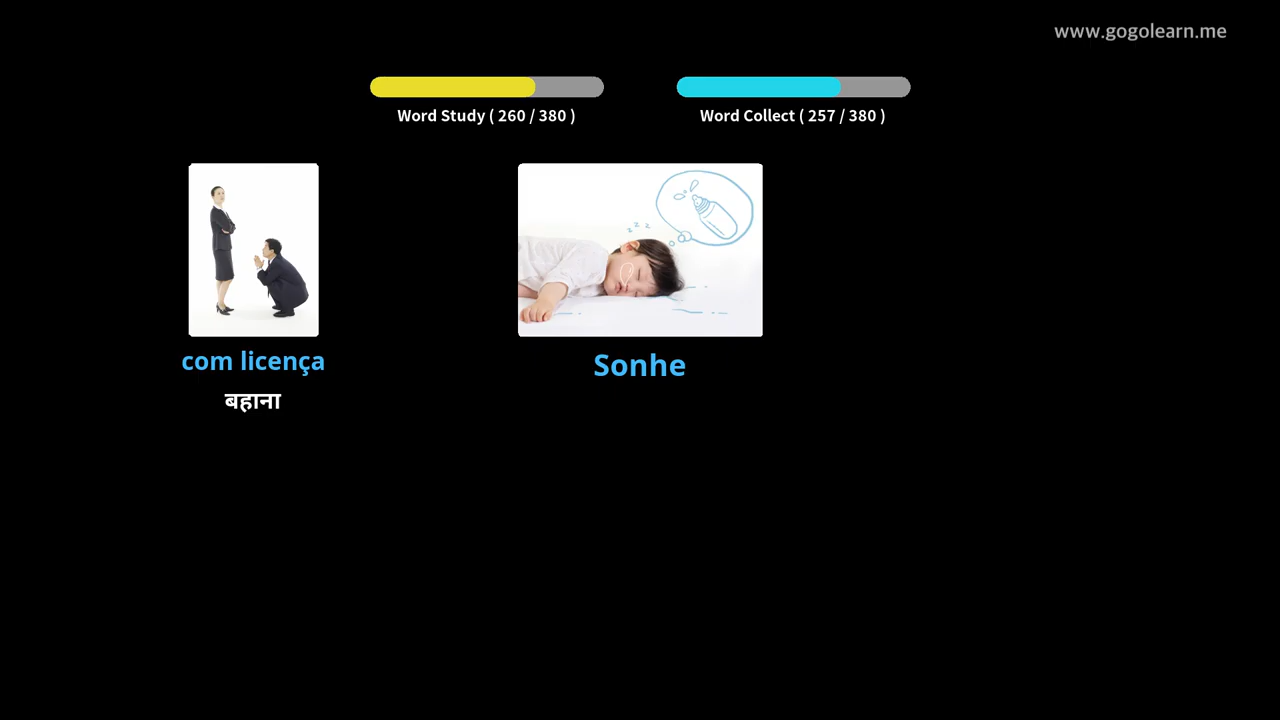 www.gogolearn.me
Word Study ( 260 / 380 )
Word Collect ( 257 / 380 )
com licença
बहाना
Sonhe